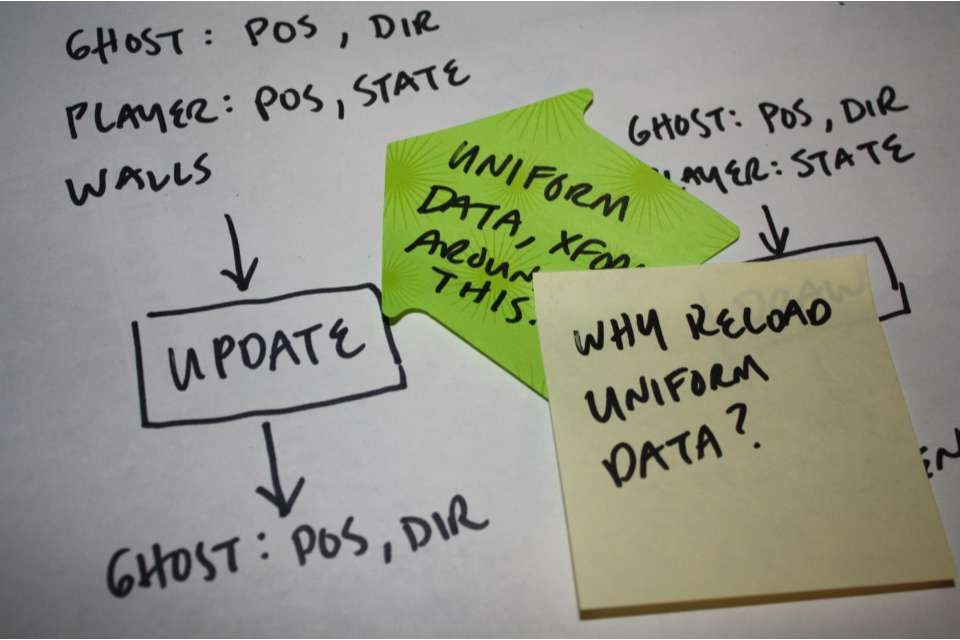 GHOST: POS, DIR
PLAYER: POS, STATE
WALLS
UPDATE
GHOST: POS, DIR
UNIFORM
DATA,
THIS.
GHOST: POS, DIR
STATE
WHY RELOAD
UNIFORM
DATA?